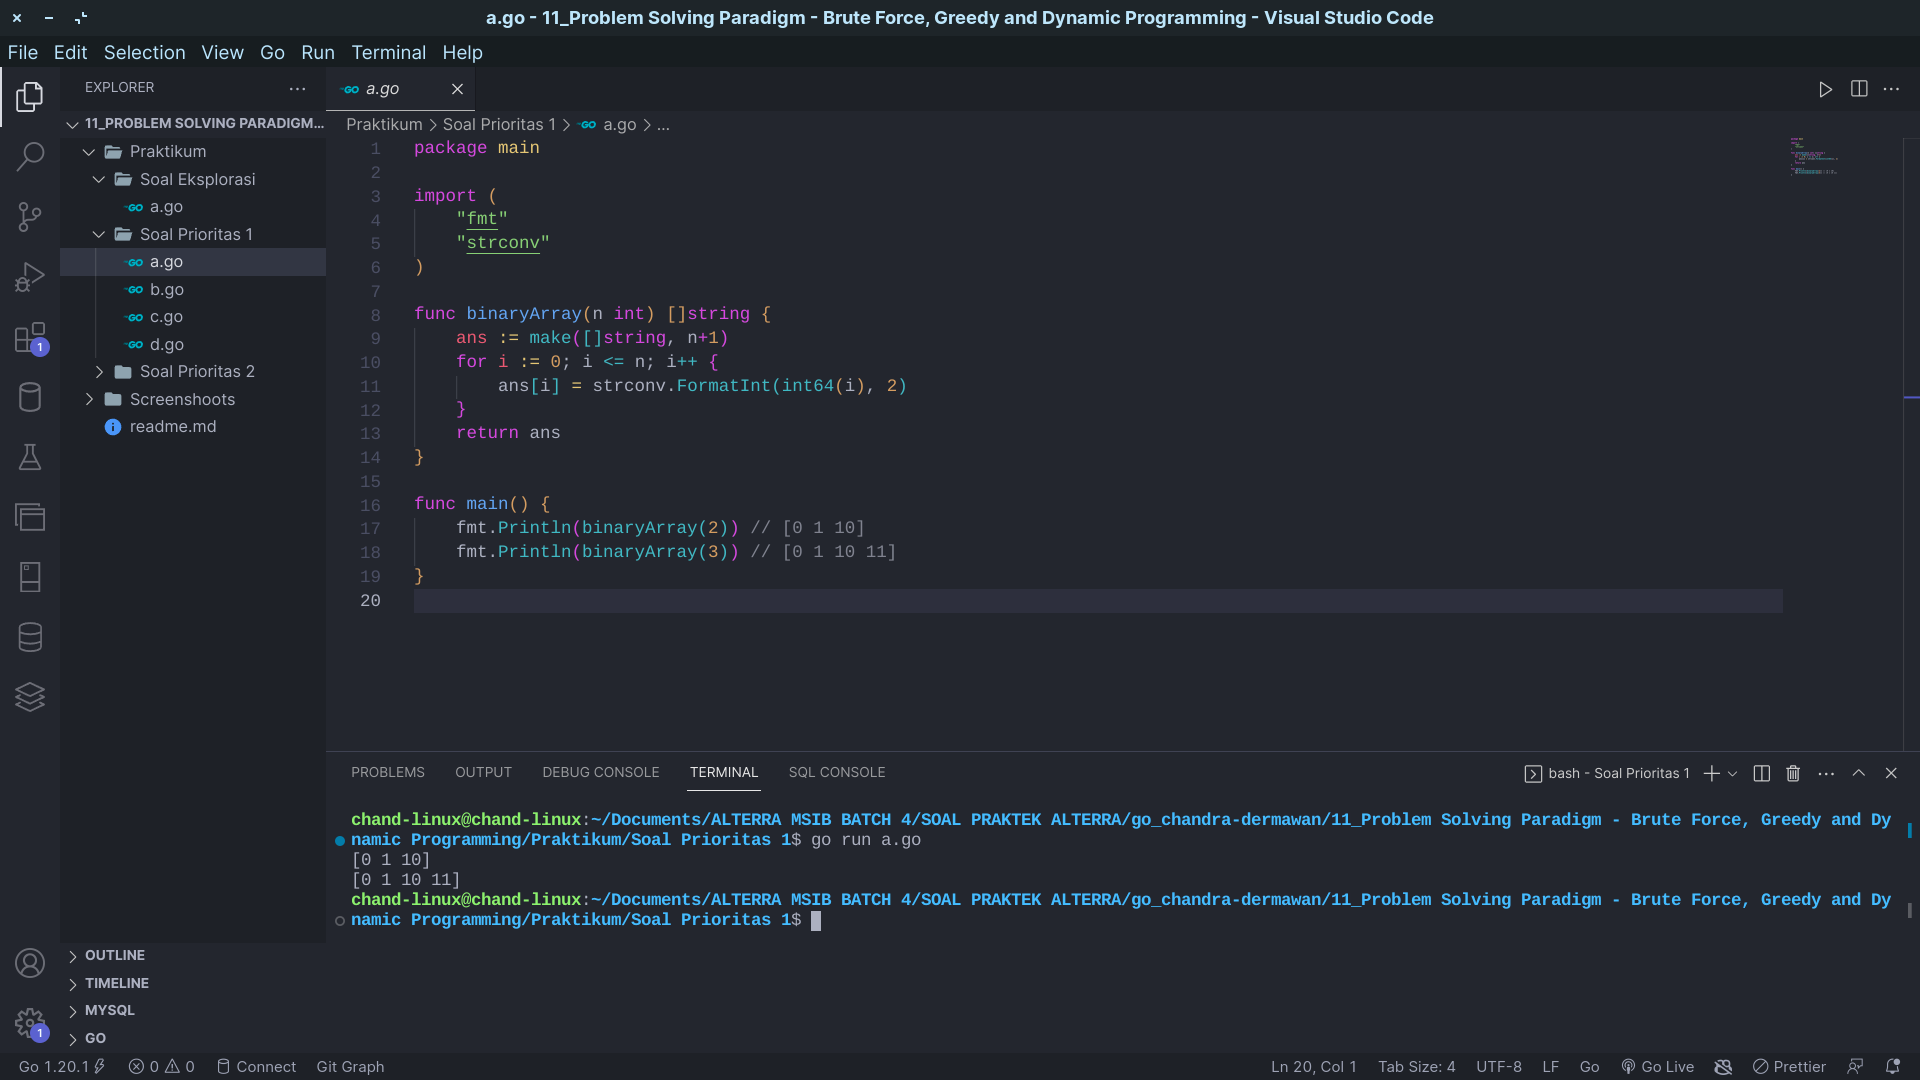 a.go - 11_Problem Solving Paradigm - Brute Force, Greedy and Dynamic Programming - Visual Studio Code
File Edit Selection View Go Run Terminal Help
EXPLORER
11_PROBLEM SOLVING PARADIGM...
Praktikum
Soal Eksplorasi
a.go
Soal Prioritas 1
a.go
b.go
c.go
d.go
Soal Prioritas 2
Screenshoots
readme.md
OUTLINE
TIMELINE
MYSQL
GO
1
1
GO a.go
Praktikum > Soal Prioritas 1 > GO a.go > ...
1 package main
2
3 import (
4 "fmt"
5 "strconv"
6 )
7
8 func binaryArray(n int) []string {
9 ans := make([]string, n+1)
10 for i := 0; i <= n; i++ {
11 ans[i] = strconv.FormatInt(int64(i), 2)
12 }
13 return ans
14 }
15
16 func main() {
17 fmt.Println(binaryArray(2)) // [0 1 10]
18 fmt.Println(binaryArray(3)) // [0 1 10 11]
19 }
20
PROBLEMS OUTPUT DEBUG CONSOLE TERMINAL SQL CONSOLE
bash - Soal Prioritas 1
chand-linux@chand-linux:~/Documents/ALTERRA MSIB BATCH 4/SOAL PRAKTEK ALTERRA/go_chandra-dermawan/11_Problem Solving Paradigm - Brute Force, Greedy and Dy
namic Programming/Praktikum/Soal Prioritas 1$ go run a.go
[0 1 10]
[0 1 10 11]
chand-linux@chand-linux:~/Documents/ALTERRA MSIB BATCH 4/SOAL PRAKTEK ALTERRA/go_chandra-dermawan/11_Problem Solving Paradigm - Brute Force, Greedy and Dy
namic Programming/Praktikum/Soal Prioritas 1$
Go 1.20.1 0 0 Connect Git Graph Ln 20, Col 1 Tab Size: 4 UTF-8 LF Go Go Live Prettier